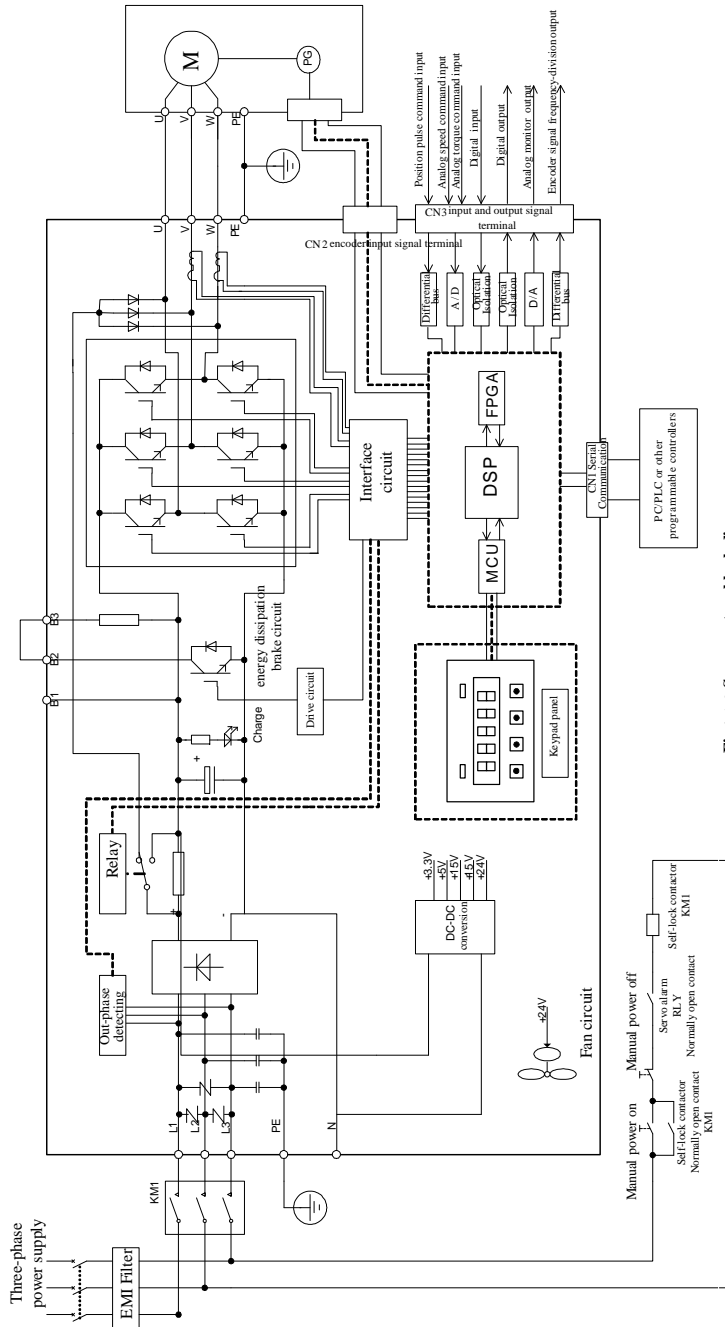 Three-phase
power supply
EMI Filter
KM1
L1
L2
L3
PE
N
Out-phase
detecting
Relay
+
-
+
Charge
B1
B2
B3
energy dissipation
brake circuit
Drive circuit
U
V
W
PE
U
V
W
PE
M
PG
Interface
circuit
CN2 encoder input signal terminal
CN3 input and output signal
terminal
Position pulse command input
Analog speed command input
Analog torque command input
Digital input
Digital output
Analog monitor output
Encoder signal frequency-division output
Differential
bus
A/D
Optical
Isolation
Optical
Isolation
D/A
Differential
bus
MCU
DSP
FPGA
CN1 Serial
Communication
PC/PLC or other
programmable controllers
Keypad panel
DC-DC
conversion
+3.3V
+5V
+15V
-15V
+24V
+24V
Fan circuit
Manual power on
Self-lock contactor
Normally open contact
KM1
Manual power off
Servo alarm
RLY
Normally open contact
Self-lock contactor
KM1